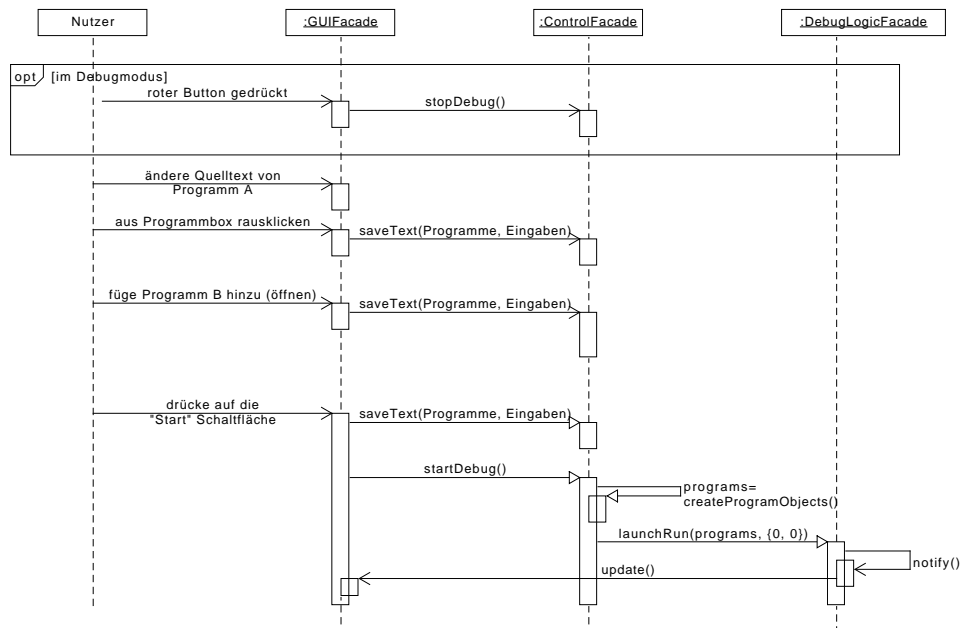 Nutzer
:GUIFacade
:ControlFacade
:DebugLogicFacade
opt
[im Debugmodus]
roter Button gedrückt
stopDebug()
ändere Quelltext von
Programm A
aus Programmbox rausklicken
saveText(Programme, Eingaben)
füge Programm B hinzu (öffnen)
saveText(Programme, Eingaben)
drücke auf die
"Start" Schaltfläche
saveText(Programme, Eingaben)
startDebug()
programs=
createProgramObjects()
launchRun(programs, {0, 0})
notify()
update()